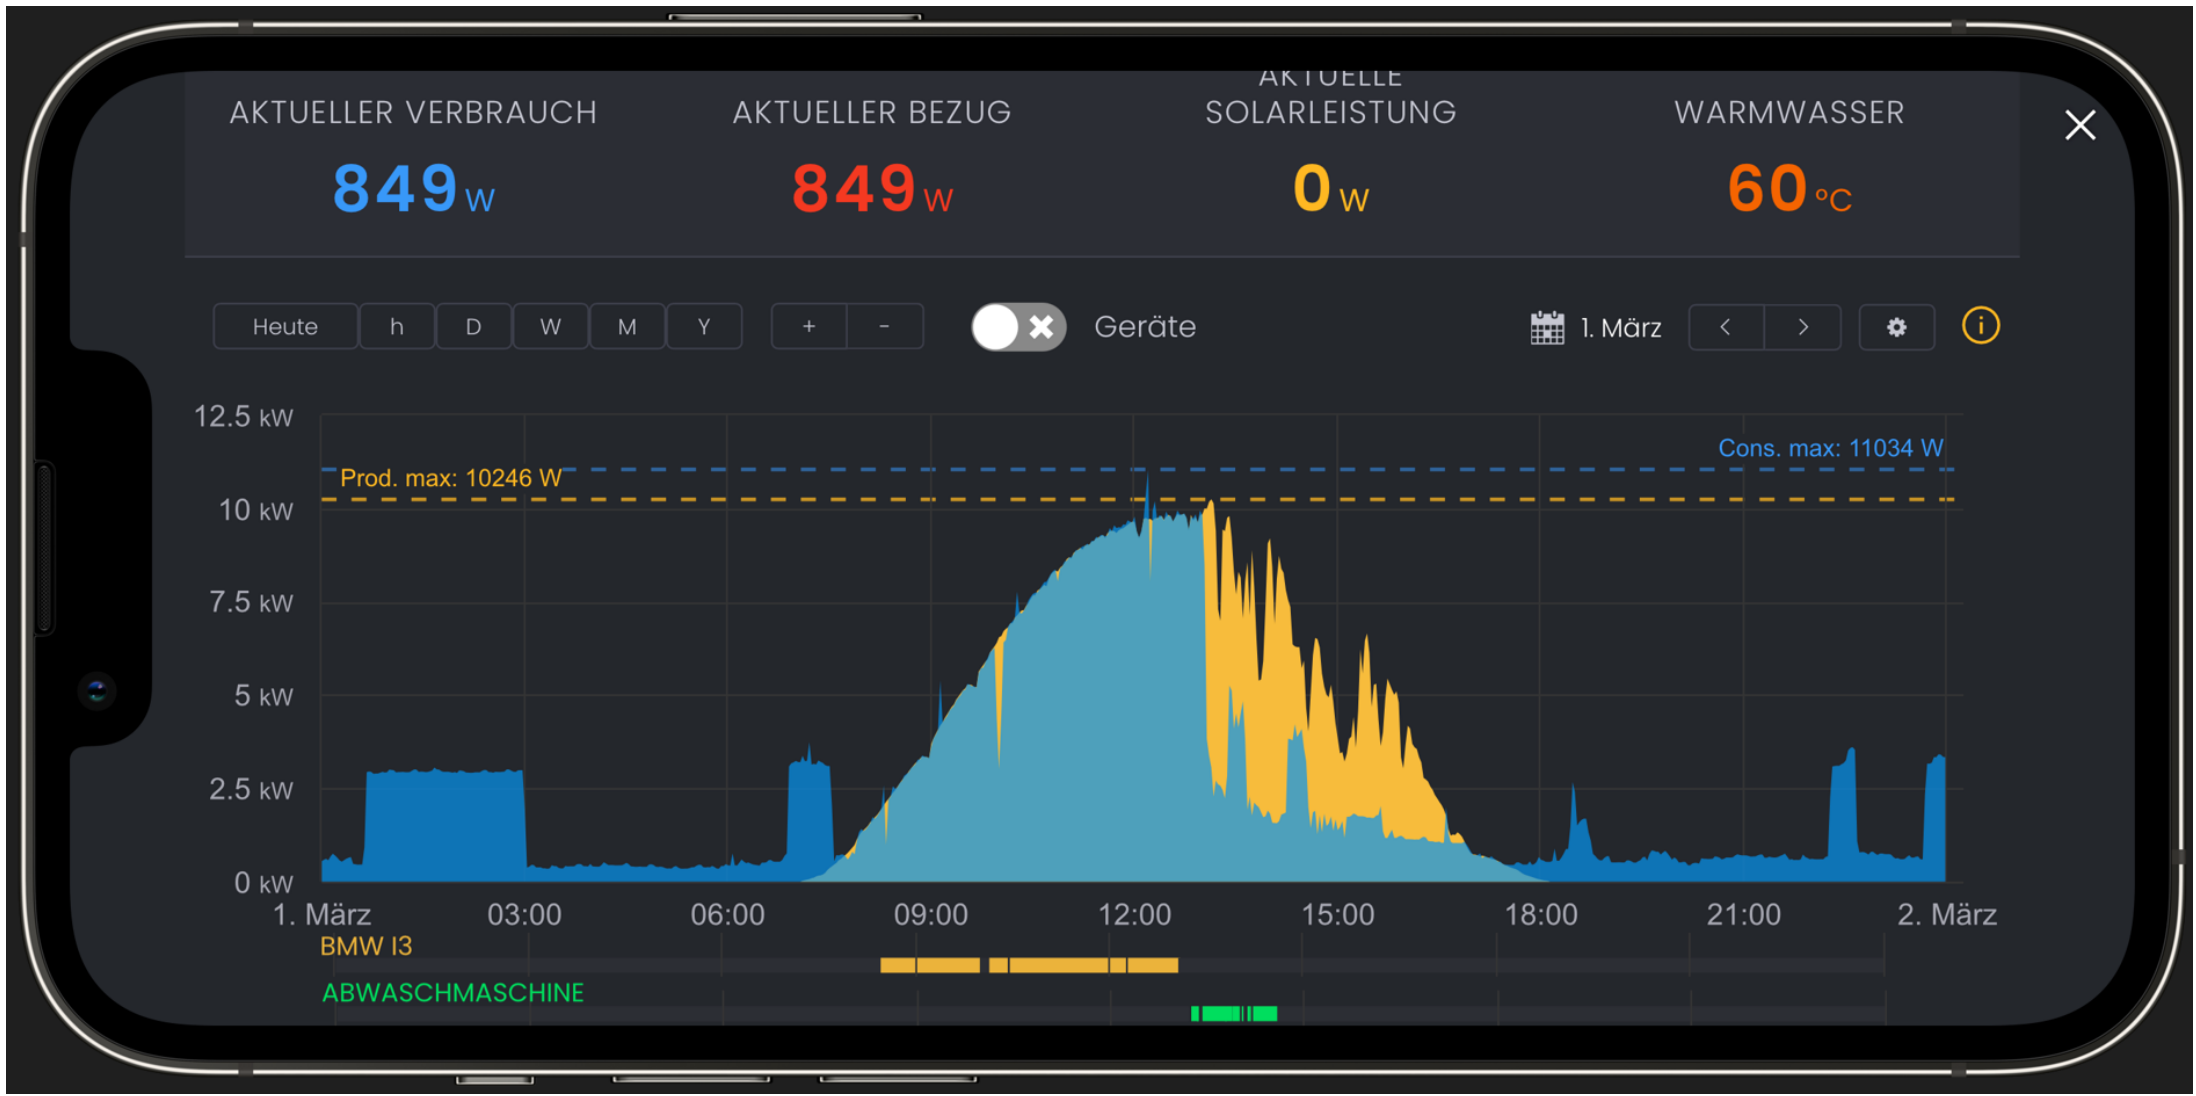 AKTUELLER VERBRAUCH
849 W
AKTUELLER BEZUG
849 W
AKTUELLE
SOLARLEISTUNG
0 W
WARMWASSER
60 °C
Heute h D W M Y + - Geräte 1. März < > i
12.5 kW
10 kW
7.5 kW
5 kW
2.5 kW
0 kW
Cons. max: 11034 W
Prod. max: 10246 W
1. März 03:00 06:00 09:00 12:00 15:00 18:00 21:00 2. März
BMW I3
ABWASCHMASCHINE